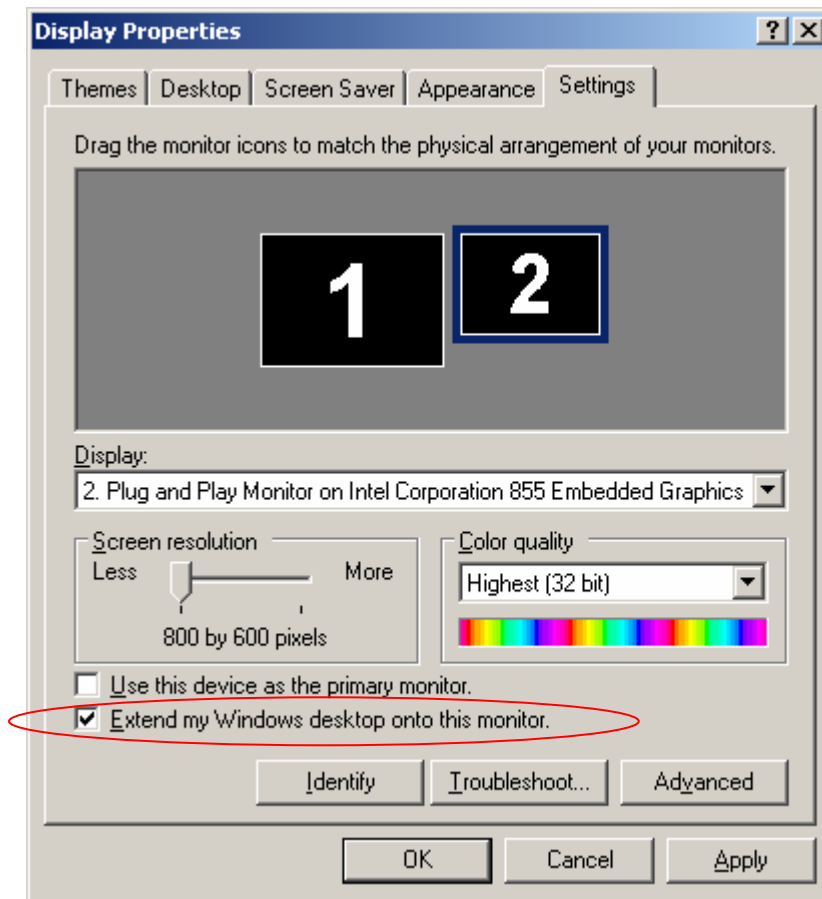 Display Properties
Themes Desktop Screen Saver Appearance Settings
Drag the monitor icons to match the physical arrangement of your monitors.
1 2
Display:
2. Plug and Play Monitor on Intel Corporation 855 Embedded Graphics
Screen resolution Color quality
Less More Highest (32 bit)
800 by 600 pixels
Use this device as the primary monitor.
Extend my Windows desktop onto this monitor.
Identify Troubleshoot... Advanced
OK Cancel Apply